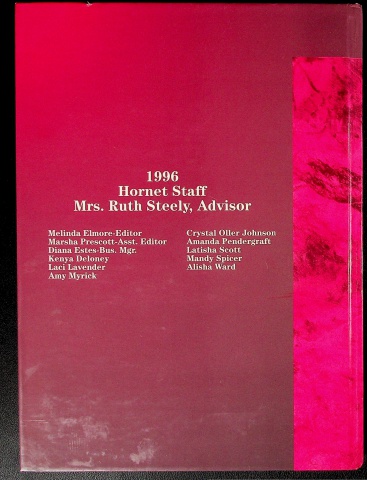 1996
Hornet Staff
Mrs. Ruth Steely, Advisor
Melinda Elmore-Editor
Marsha Prescott-Asst. Editor
Diana Estes-Bus. Mgr.
Kenya Deloney
Laci Lavender
Amy Myrick
Crystal Oller Johnson
Amanda Pendergraft
Latisha Scott
Mandy Spicer
Alisha Ward